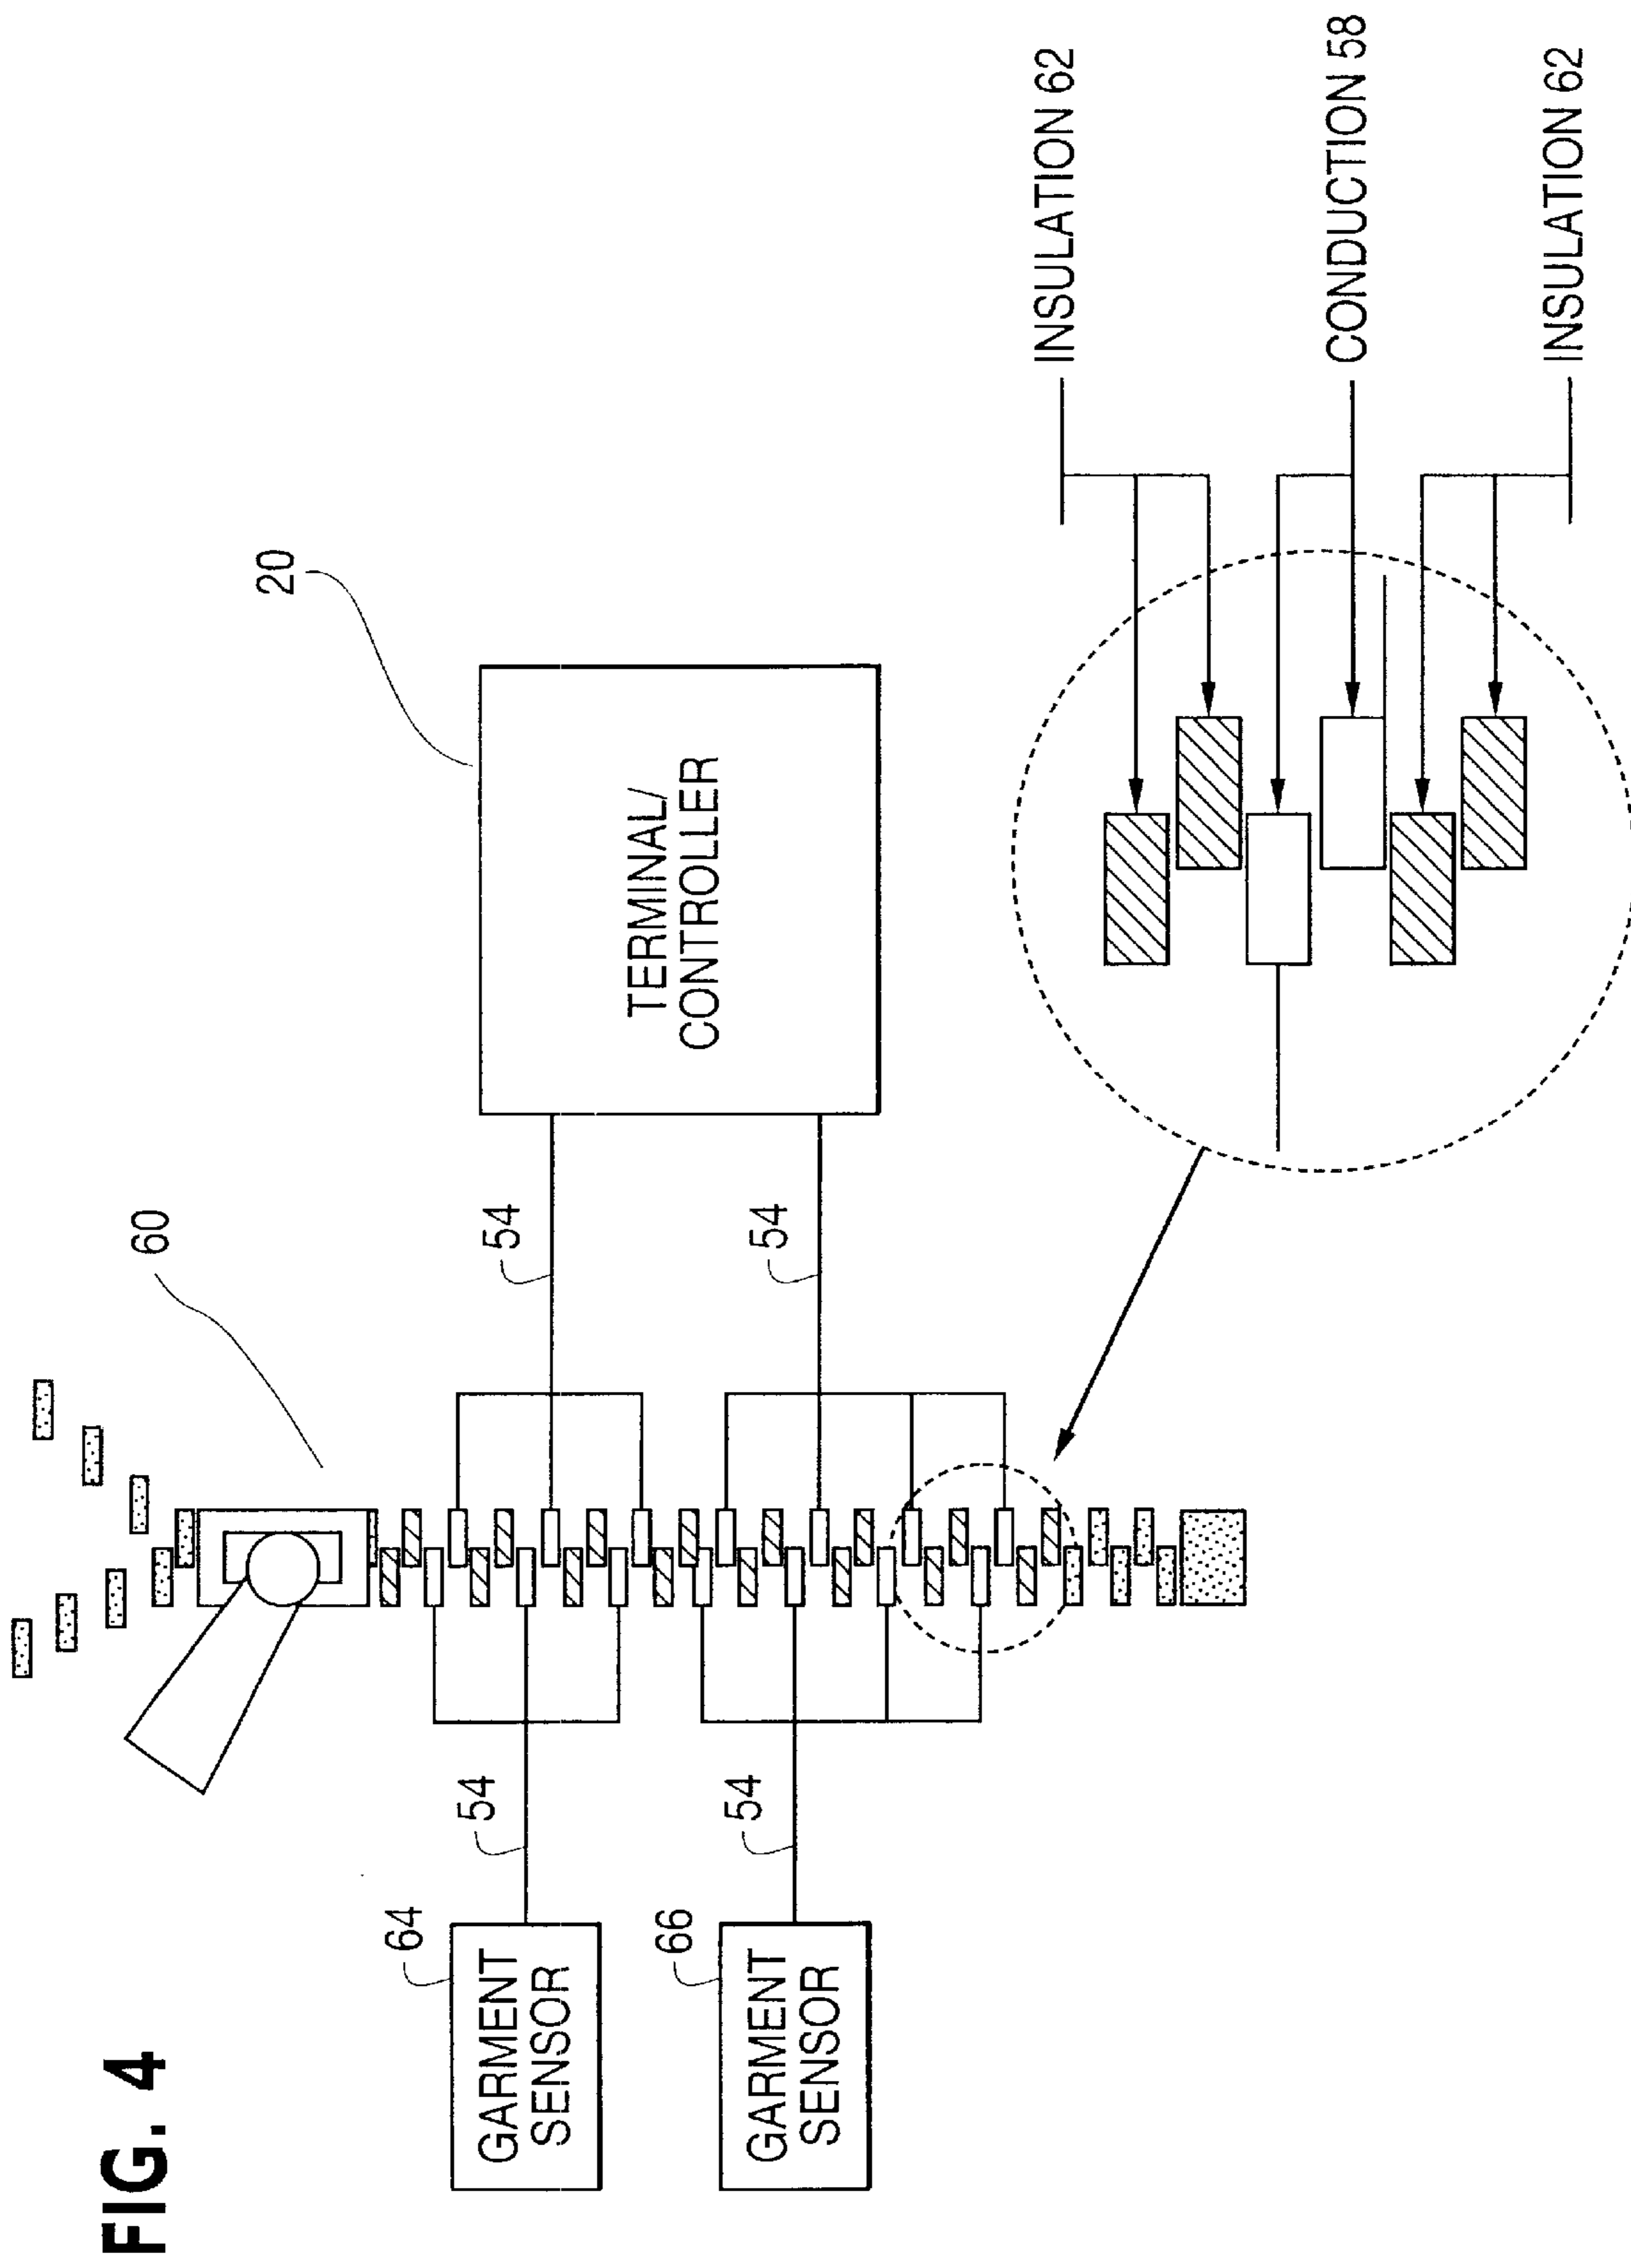 FIG. 4
60
20
64
54
54
GARMENT
SENSOR
TERMINAL/
CONTROLLER
66
54
54
GARMENT
SENSOR
INSULATION 62
CONDUCTION 58
INSULATION 62